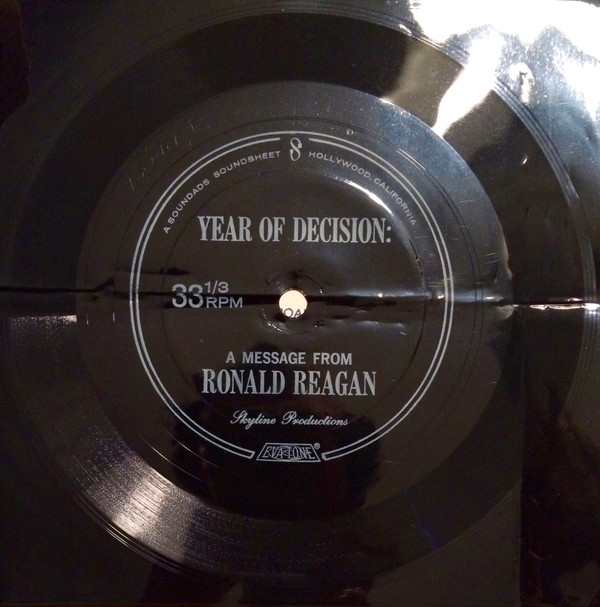 A SOUNDADS SOUNDSHEET S HOLLYWOOD, CALIFORNIA
YEAR OF DECISION:
33 1/3 RPM
OA
A MESSAGE FROM
RONALD REAGAN
Skyline Productions
EVA-TONE®